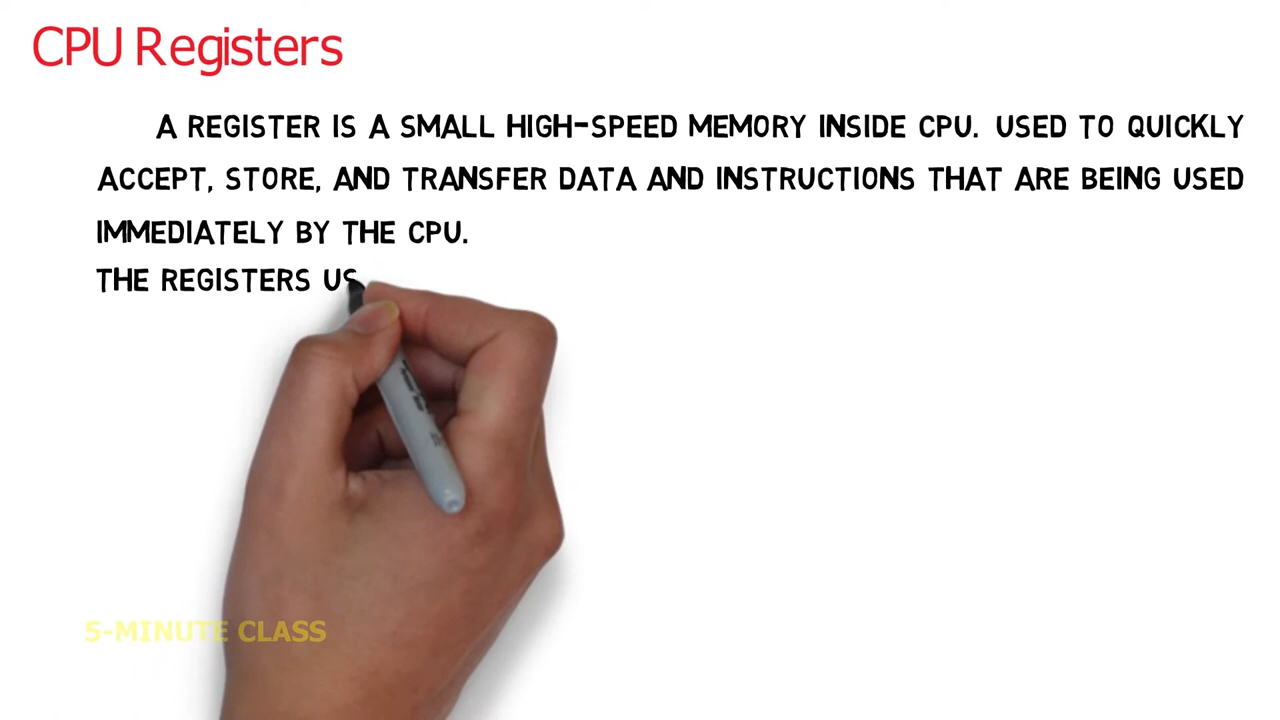 CPU Registers
A REGISTER IS A SMALL HIGH-SPEED MEMORY INSIDE CPU. USED TO QUICKLY
ACCEPT, STORE, AND TRANSFER DATA AND INSTRUCTIONS THAT ARE BEING USED
IMMEDIATELY BY THE CPU.
THE REGISTERS US
5-MINUTE CLASS